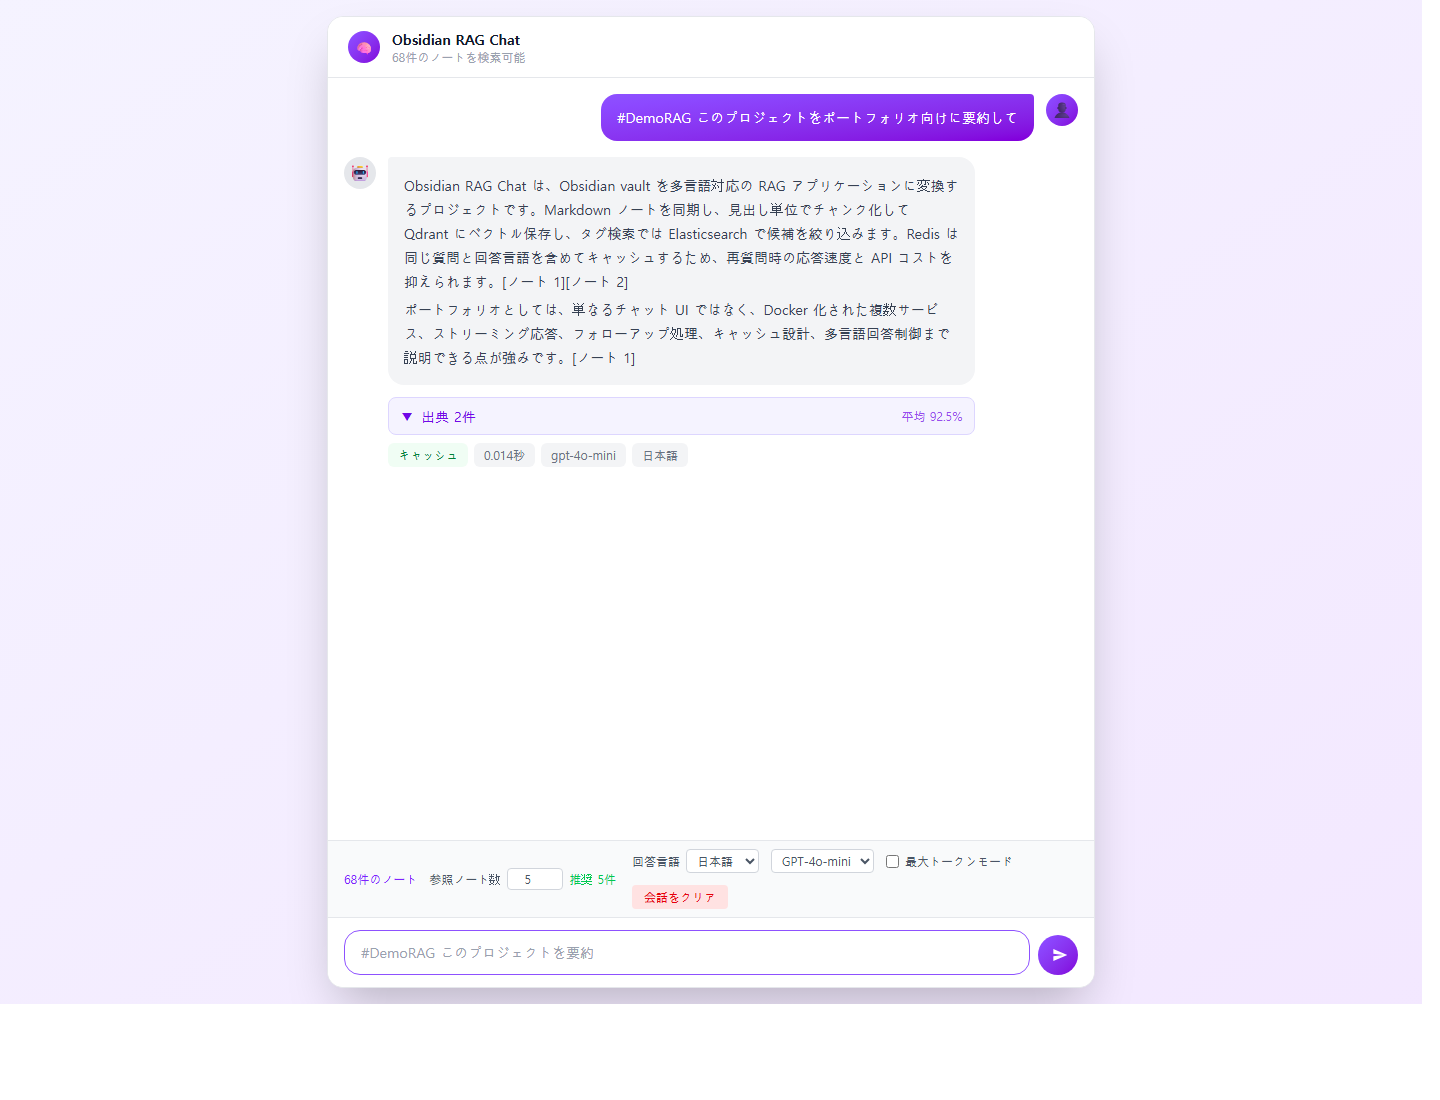 Obsidian RAG Chat
68件のノートを検索可能
#DemoRAG このプロジェクトをポートフォリオ向けに要約して
Obsidian RAG Chat は、Obsidian vault を多言語対応の RAG アプリケーションに変換す
るプロジェクトです。Markdown ノートを同期し、見出し単位でチャンク化して
Qdrant にベクトル保存し、タグ検索では Elasticsearch で候補を絞り込みます。Redis は
同じ質問と回答言語を含めてキャッシュするため、再質問時の応答速度と API コストを
抑えられます。[ノート 1][ノート 2]
ポートフォリオとしては、単なるチャット UI ではなく、Docker 化された複数サービ
ス、ストリーミング応答、フォローアップ処理、キャッシュ設計、多言語回答制御まで
説明できる点が強みです。[ノート 1]
▼ 出典 2件 平均 92.5%
キャッシュ 0.014秒 gpt-4o-mini 日本語
68件のノート 参照ノート数 5 推奨 5件
回答言語 日本語 GPT-4o-mini 最大トークンモード
会話をクリア
#DemoRAG このプロジェクトを要約